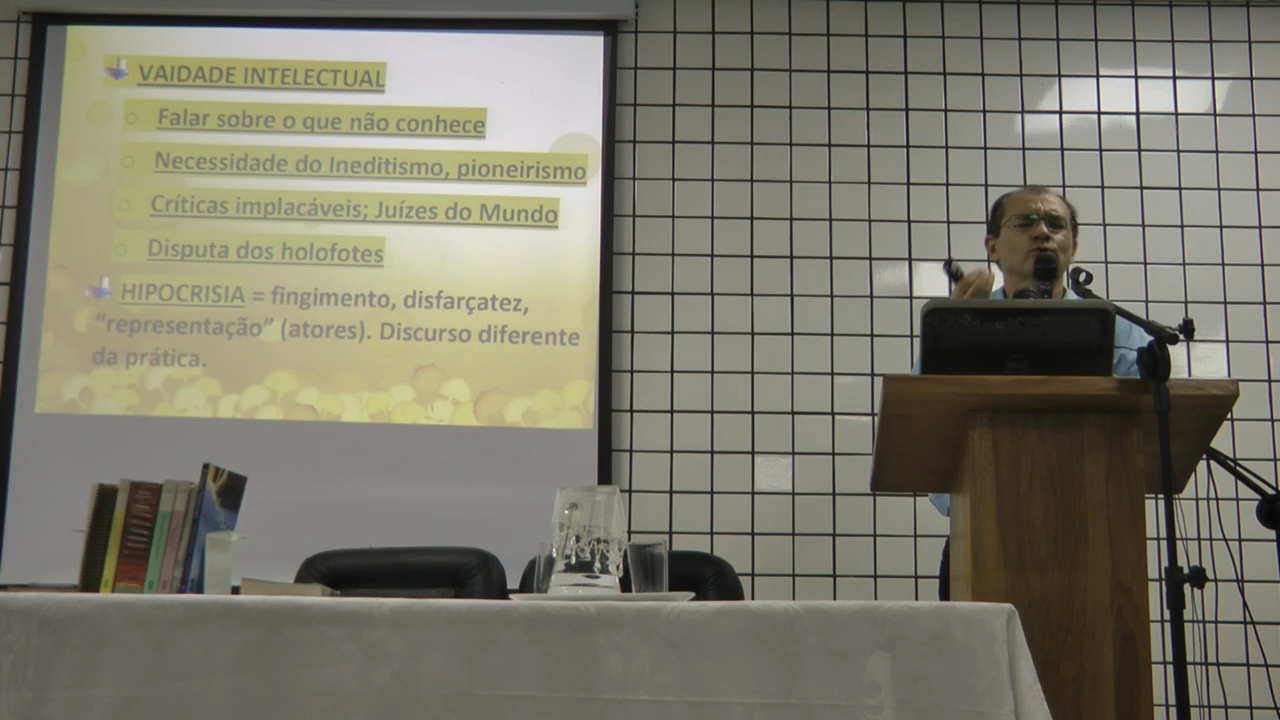 VAIDADE INTELECTUAL
Falar sobre o que não conhece
Necessidade do Ineditismo, pioneirismo
Críticas implacáveis; Juízes do Mundo
Disputa dos holofotes
HIPOCRISIA = fingimento, disfarçatez,
“representação” (atores). Discurso diferente
da prática.